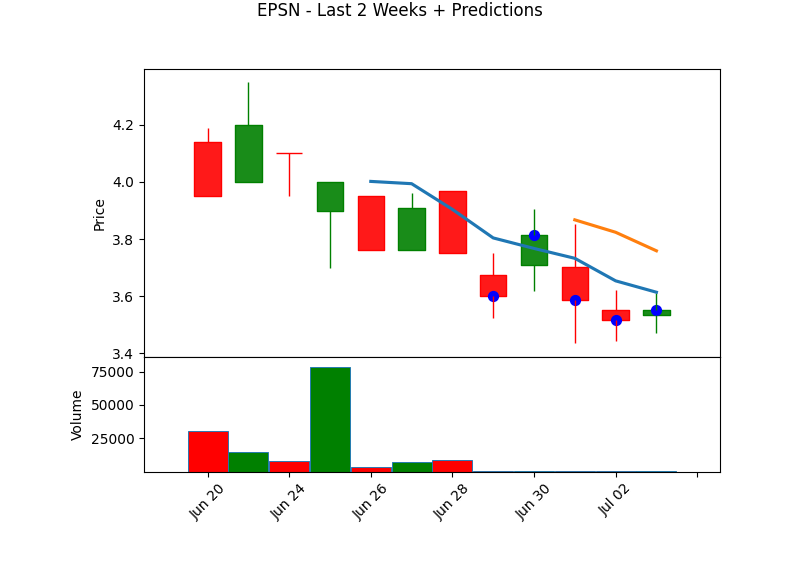 EPSN - Last 2 Weeks + Predictions
4.2
4.0
3.8
3.6
3.4
Price
75000
50000
25000
Volume
Jun 20
Jun 24
Jun 26
Jun 28
Jun 30
Jul 02